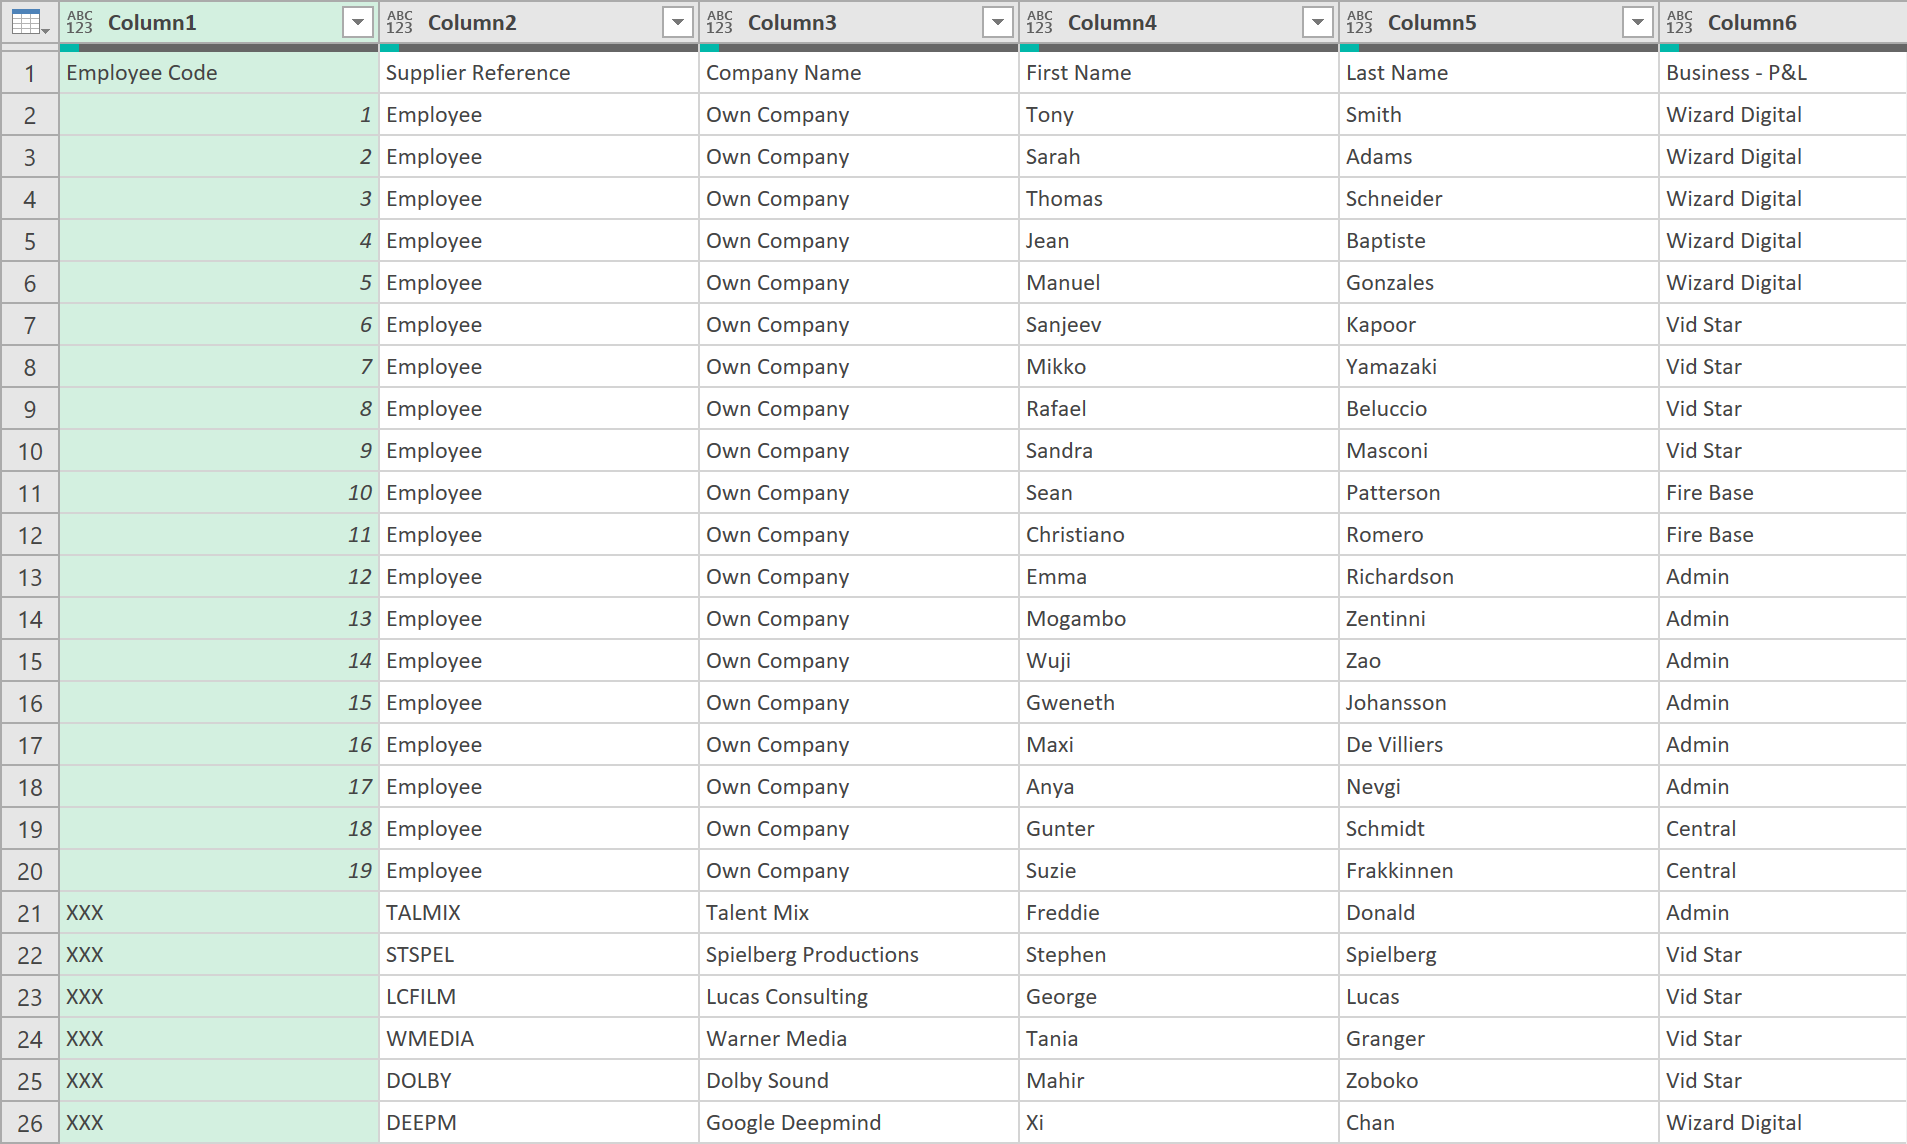 ABC 123 Column1 ABC 123 Column2 ABC 123 Column3 ABC 123 Column4 ABC 123 Column5 ABC 123 Column6
1 Employee Code Supplier Reference Company Name First Name Last Name Business - P&L
2 1 Employee Own Company Tony Smith Wizard Digital
3 2 Employee Own Company Sarah Adams Wizard Digital
4 3 Employee Own Company Thomas Schneider Wizard Digital
5 4 Employee Own Company Jean Baptiste Wizard Digital
6 5 Employee Own Company Manuel Gonzales Wizard Digital
7 6 Employee Own Company Sanjeev Kapoor Vid Star
8 7 Employee Own Company Mikko Yamazaki Vid Star
9 8 Employee Own Company Rafael Beluccio Vid Star
10 9 Employee Own Company Sandra Masconi Vid Star
11 10 Employee Own Company Sean Patterson Fire Base
12 11 Employee Own Company Christiano Romero Fire Base
13 12 Employee Own Company Emma Richardson Admin
14 13 Employee Own Company Mogambo Zentinni Admin
15 14 Employee Own Company Wuji Zao Admin
16 15 Employee Own Company Gweneth Johansson Admin
17 16 Employee Own Company Maxi De Villiers Admin
18 17 Employee Own Company Anya Nevgi Admin
19 18 Employee Own Company Gunter Schmidt Central
20 19 Employee Own Company Suzie Frakkinnen Central
21 XXX TALMIX Talent Mix Freddie Donald Admin
22 XXX STSPEL Spielberg Productions Stephen Spielberg Vid Star
23 XXX LCFILM Lucas Consulting George Lucas Vid Star
24 XXX WMEDIA Warner Media Tania Granger Vid Star
25 XXX DOLBY Dolby Sound Mahir Zoboko Vid Star
26 XXX DEEPM Google Deepmind Xi Chan Wizard Digital